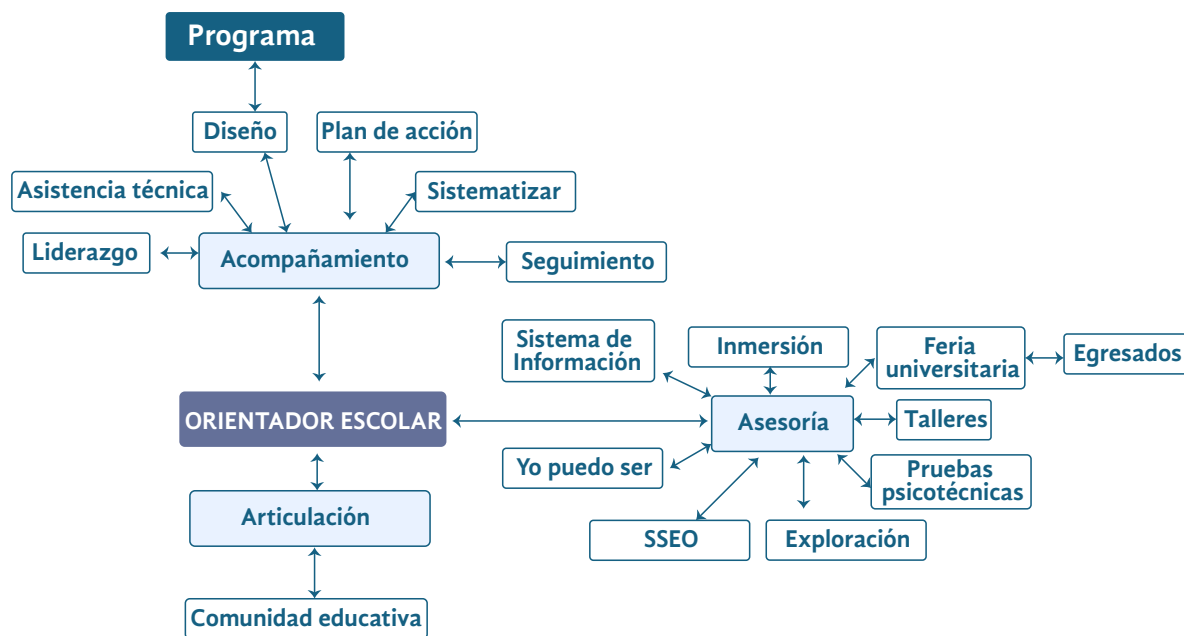 Programa
Diseño
Plan de acción
Asistencia técnica
Sistematizar
Liderazgo
Acompañamiento
Seguimiento
Sistema de
Información
Inmersión
Feria
universitaria
Egresados
ORIENTADOR ESCOLAR
Asesoría
Talleres
Yo puedo ser
Pruebas
psicotécnicas
Articulación
SSEO
Exploración
Comunidad educativa